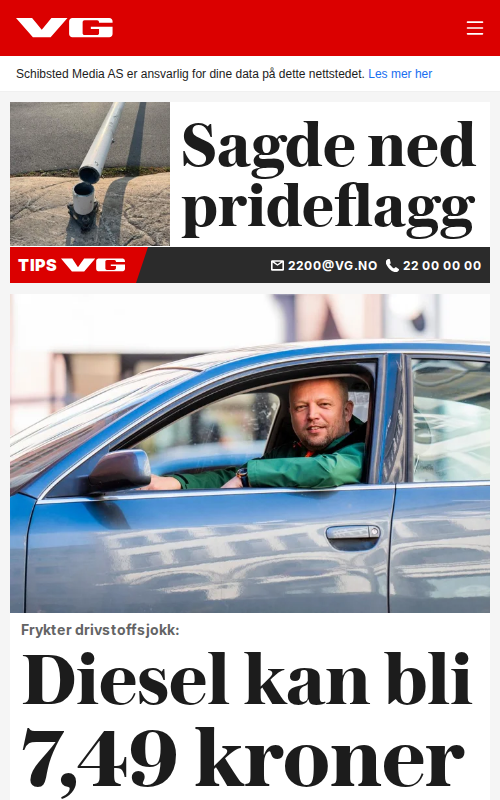 VG
Schibsted Media AS er ansvarlig for dine data på dette nettstedet. Les mer her
Sagde ned
prideflagg
TIPS VG
2200@VG.NO 22 00 00 00
Frykter drivstoffsjokk:
Diesel kan bli
7,49 kroner